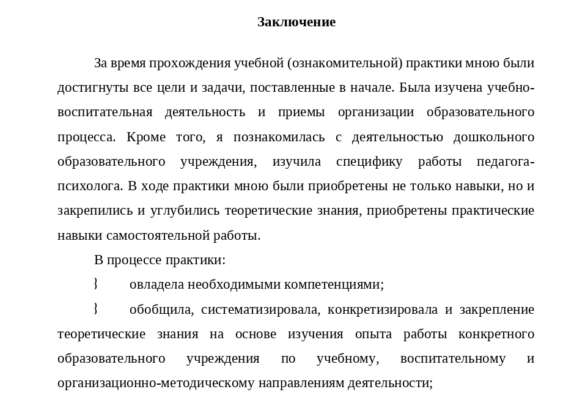 Заключение
За время прохождения учебной (ознакомительной) практики мною были
достигнуты все цели и задачи, поставленные в начале. Была изучена учебно-
воспитательная деятельность и приемы организации образовательного
процесса. Кроме того, я познакомилась с деятельностью дошкольного
образовательного учреждения, изучила специфику работы педагога-
психолога. В ходе практики мною были приобретены не только навыки, но и
закрепились и углубились теоретические знания, приобретены практические
навыки самостоятельной работы.
В процессе практики:
} овладела необходимыми компетенциями;
} обобщила, систематизировала, конкретизировала и закрепление
теоретические знания на основе изучения опыта работы конкретного
образовательного учреждения по учебному, воспитательному и
организационно-методическому направлениям деятельности;